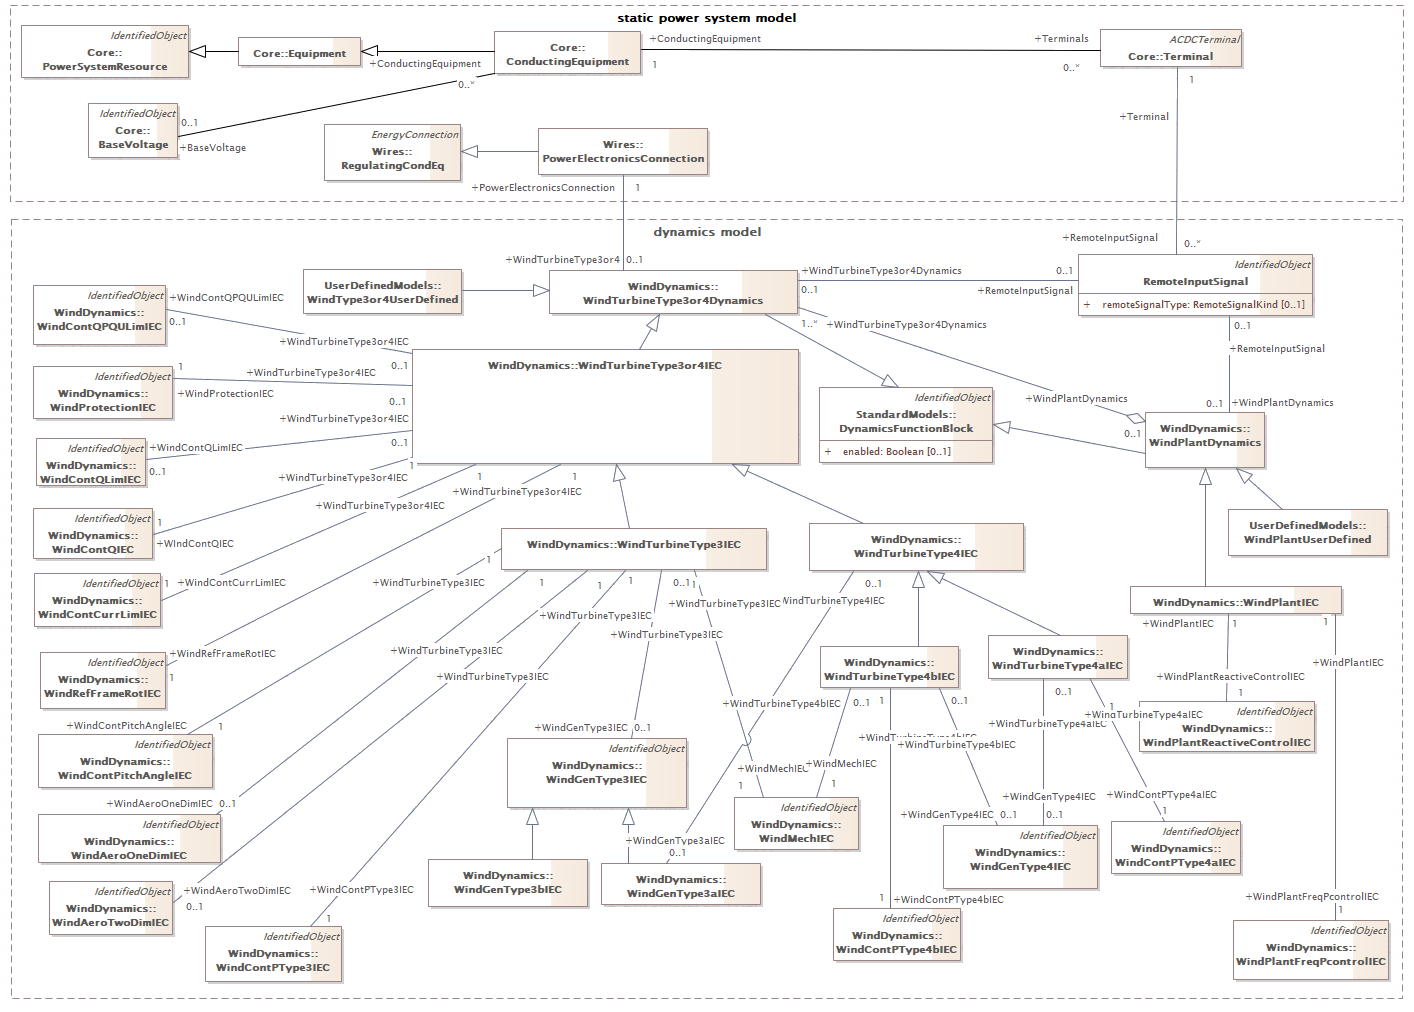 static power system model
IdentifiedObject
Core::
PowerSystemResource
Core::Equipment
Core::
ConductingEquipment
ACDCTerminal
Core::Terminal
+ConductingEquipment
+Terminals
1
0..*
+ConductingEquipment
0..*
1
+Terminal
IdentifiedObject
Core::
BaseVoltage
0..1
+BaseVoltage
EnergyConnection
Wires::
RegulatingCondEq
Wires::
PowerElectronicsConnection
+PowerElectronicsConnection
1
dynamics model
+RemoteInputSignal
0..*
+WindTurbineType3or4
0..1
UserDefinedModels::
WindType3or4UserDefined
WindDynamics::
WindTurbineType3or4Dynamics
+WindTurbineType3or4Dynamics
0..1
0..1
+RemoteInputSignal
IdentifiedObject
RemoteInputSignal
+ remoteSignalType: RemoteSignalKind [0..1]
IdentifiedObject
WindDynamics::
WindContQPQULimIEC
+WindContQPQULimIEC
0..1
+WindTurbineType3or4IEC
0..1
1..*
+WindTurbineType3or4Dynamics
0..1
+RemoteInputSignal
WindDynamics::WindTurbineType3or4IEC
IdentifiedObject
WindDynamics::
WindProtectionIEC
1
+WindProtectionIEC
+WindTurbineType3or4IEC
0..1
IdentifiedObject
StandardModels::
DynamicsFunctionBlock
+ enabled: Boolean [0..1]
+WindPlantDynamics
0..1
0..1
+WindPlantDynamics
WindDynamics::
WindPlantDynamics
+WindTurbineType3or4IEC
0..1
IdentifiedObject
WindDynamics::
WindContQLimIEC
+WindContQLimIEC
0..1
1
+WindTurbineType3or4IEC
1
+WindTurbineType3or4IEC
1
+WindTurbineType3or4IEC
IdentifiedObject
WindDynamics::
WindContQIEC
1
+WIndContQIEC
WindDynamics::WindTurbineType3IEC
WindDynamics::
WindTurbineType4IEC
UserDefinedModels::
WindPlantUserDefined
IdentifiedObject
WindDynamics::
WindContCurrLimIEC
1
+WindContCurrLimIEC
1
+WindTurbineType3IEC
1
1
1
0..1
1
0..1
+WindTurbineType3IEC
+WindTurbineType3IEC
+WindTurbineType3IEC
WindTurbineType4IEC
+WindTurbineType3IEC
+WindTurbineType3IEC
+WindTurbineType3IEC
WindDynamics::WindPlantIEC
+WindPlantIEC
1
1
+WindPlantIEC
IdentifiedObject
WindDynamics::
WindRefFrameRotIEC
+WindRefFrameRotIEC
1
WindDynamics::
WindTurbineType4bIEC
WindDynamics::
WindTurbineType4aIEC
+WindPlantReactiveControlIEC
1
IdentifiedObject
WindDynamics::
WindPlantReactiveControlIEC
+WindTurbineType4bIEC
0..1
1
0..1
0..1
1
+WindTurbineType4aIEC
+WindTurbineType4aIEC
+WindTurbineType4bIEC
+WindTurbineType4bIEC
+WindContPitchAngleIEC
1
IdentifiedObject
WindDynamics::
WindContPitchAngleIEC
+WindGenType3IEC
0..1
IdentifiedObject
WindDynamics::
WindGenType3IEC
+WindMechIEC
1
+WindMechIEC
1
IdentifiedObject
WindDynamics::
WindMechIEC
+WindGenType4IEC
0..1
+WindGenType4IEC
0..1
+WindContPType4aIEC
1
IdentifiedObject
WindDynamics::
WindGenType4IEC
IdentifiedObject
WindDynamics::
WindContPType4aIEC
+WindAeroOneDimIEC
0..1
IdentifiedObject
WindDynamics::
WindAeroOneDimIEC
+WindGenType3aIEC
0..1
WindDynamics::
WindGenType3bIEC
WindDynamics::
WindGenType3aIEC
IdentifiedObject
WindDynamics::
WindAeroTwoDimIEC
+WindAeroTwoDimIEC
0..1
+WindContPType3IEC
1
IdentifiedObject
WindDynamics::
WindContPType3IEC
1
+WindContPType4bIEC
IdentifiedObject
WindDynamics::
WindContPType4bIEC
+WindPlantFreqPcontrolIEC
1
IdentifiedObject
WindDynamics::
WindPlantFreqPcontrolIEC